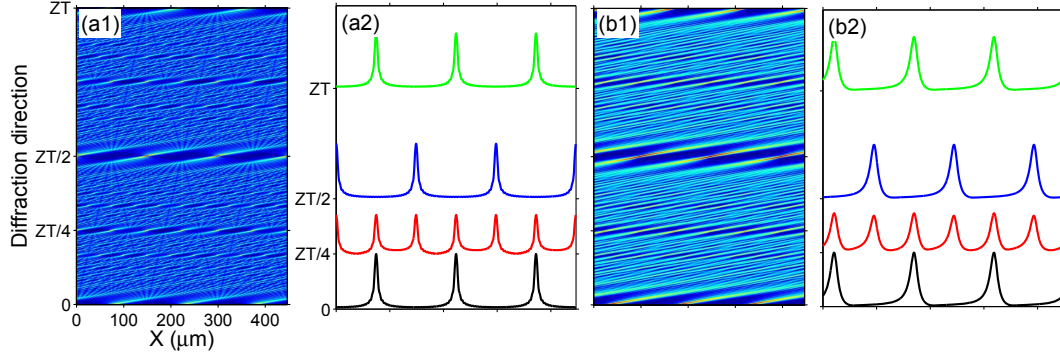 (a1)
ZT
ZT/2
ZT/4
0
Diffraction direction
0 100 200 300 400
X (μm)
(a2)
ZT
ZT/2
ZT/4
0
(b1)
(b2)